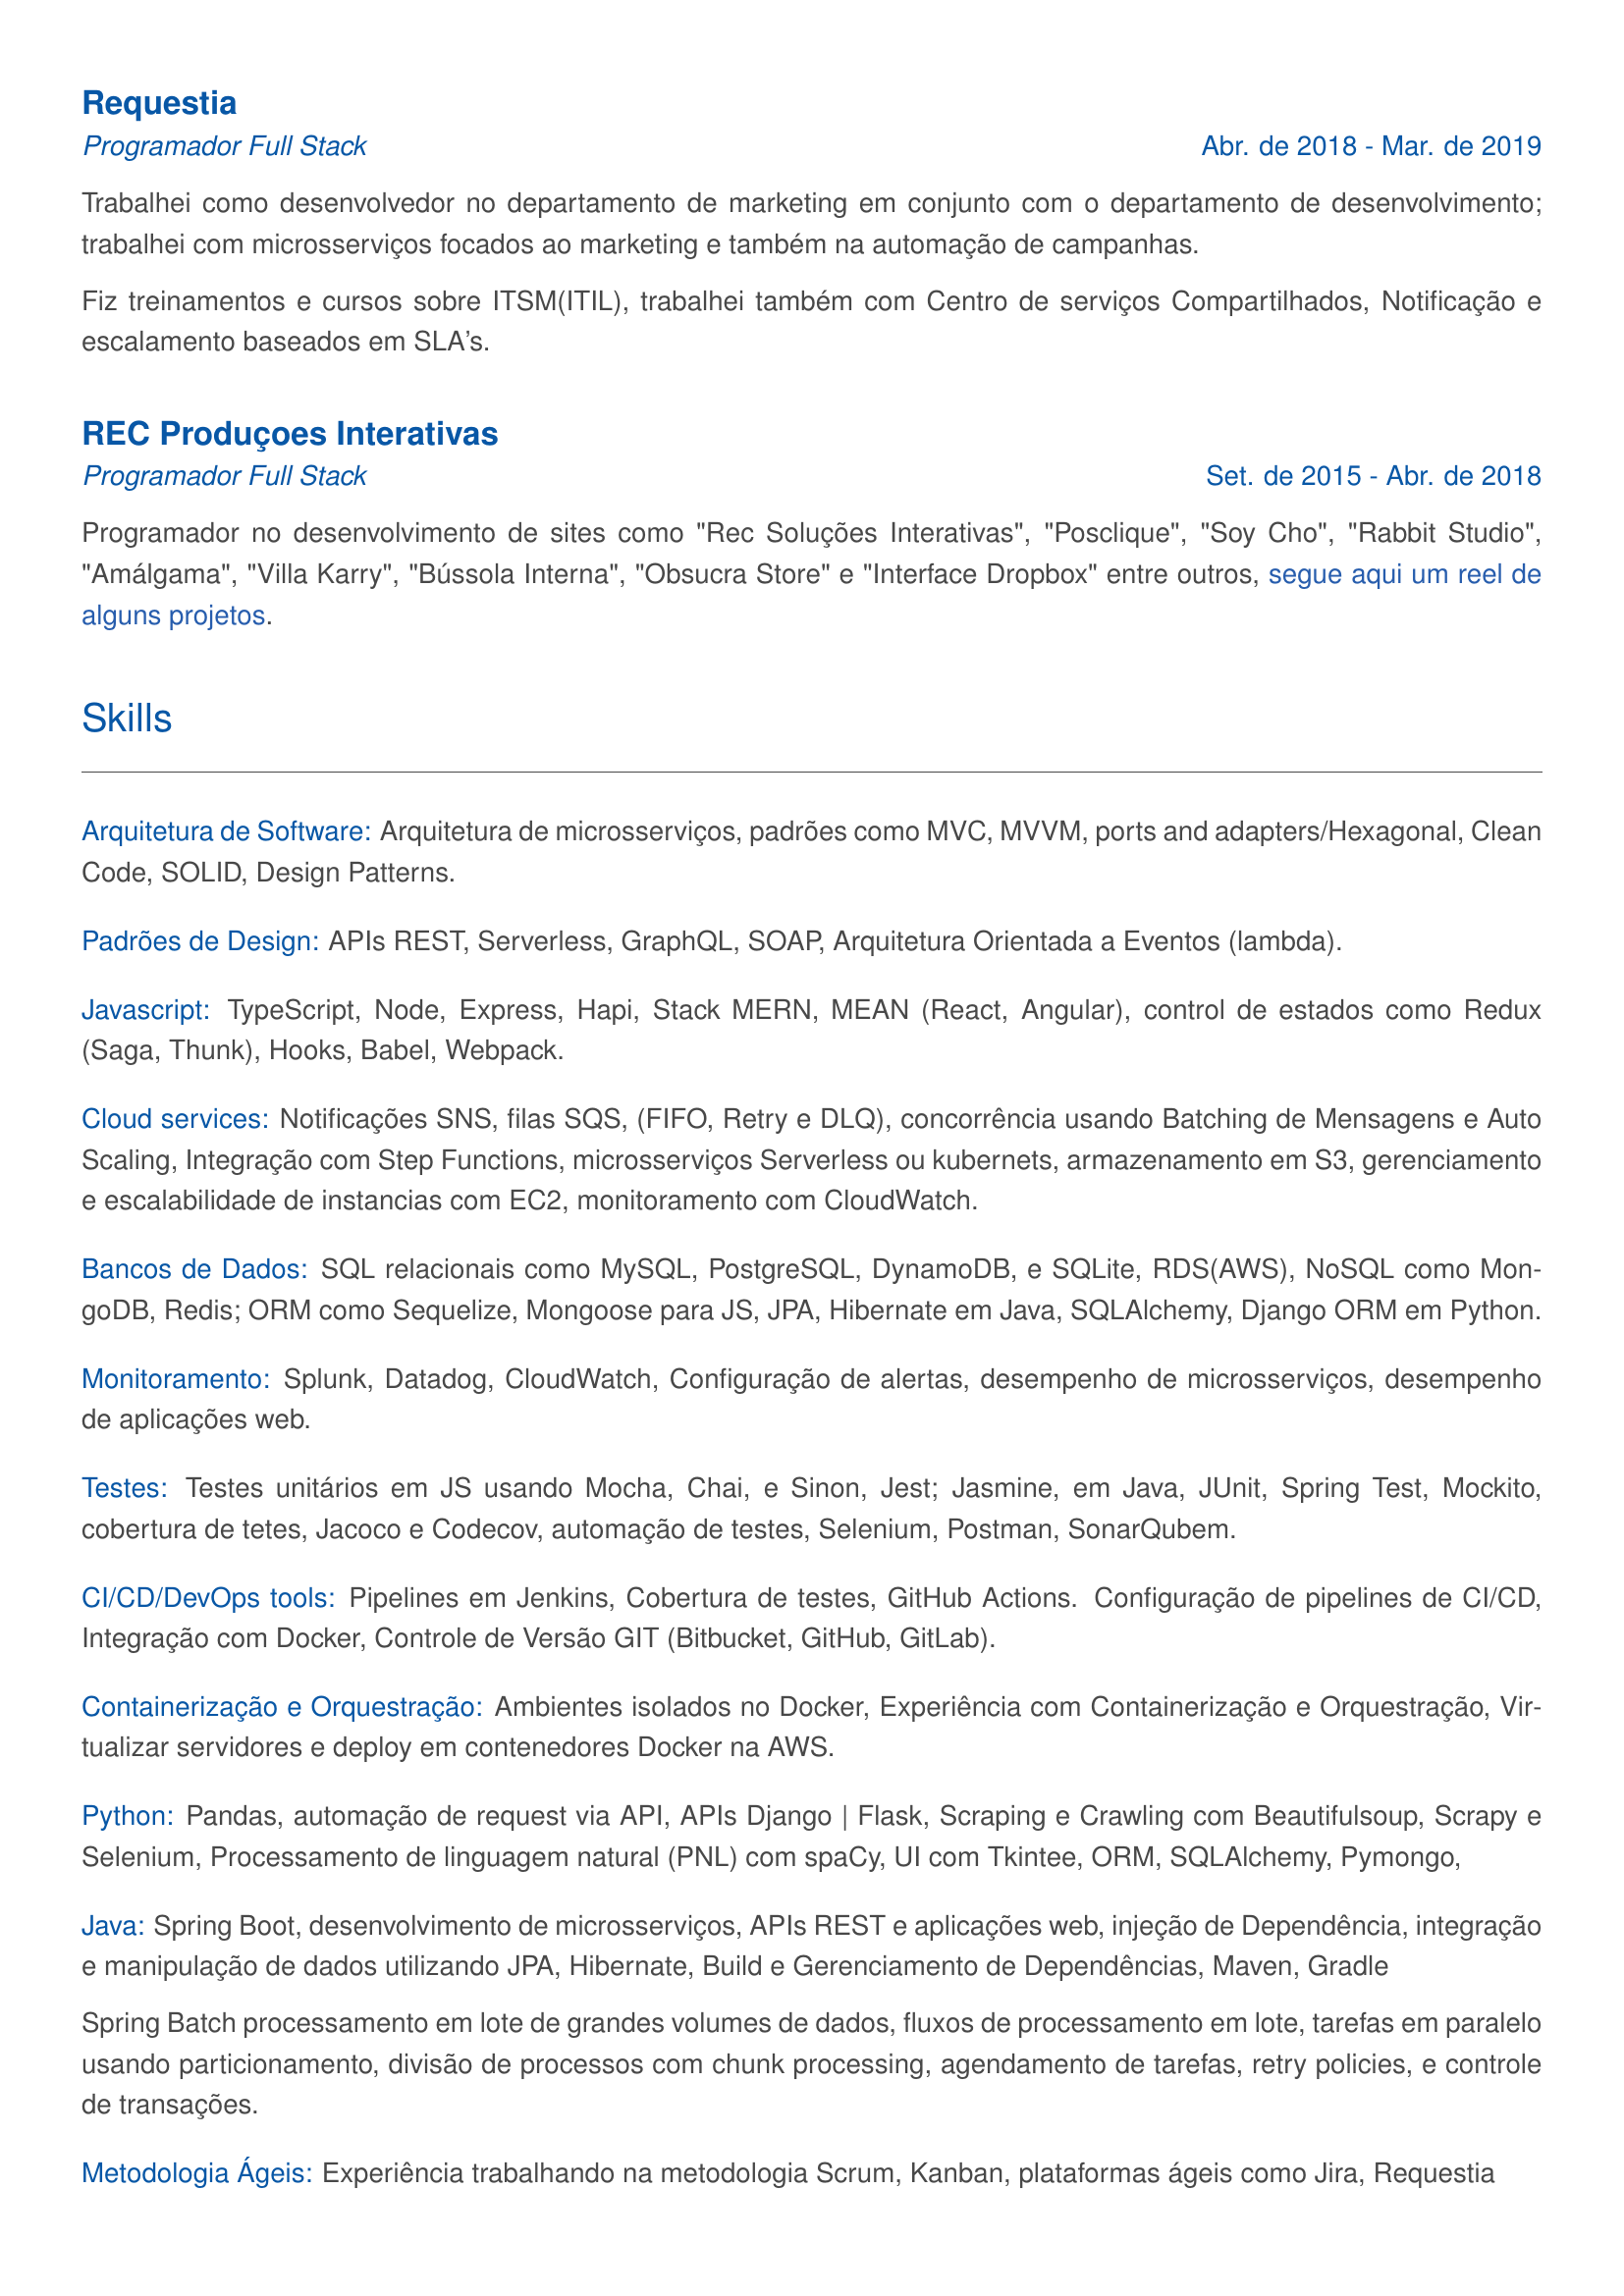 Requestia
Programador Full Stack Abr. de 2018 - Mar. de 2019
Trabalhei como desenvolvedor no departamento de marketing em conjunto com o departamento de desenvolvimento;
trabalhei com microsserviços focados ao marketing e também na automação de campanhas.
Fiz treinamentos e cursos sobre ITSM(ITIL), trabalhei também com Centro de serviços Compartilhados, Notificação e
escalamento baseados em SLA’s.
REC Produçoes Interativas
Programador Full Stack Set. de 2015 - Abr. de 2018
Programador no desenvolvimento de sites como "Rec Soluções Interativas", "Posclique", "Soy Cho", "Rabbit Studio",
"Amálgama", "Villa Karry", "Bússola Interna", "Obsucra Store" e "Interface Dropbox" entre outros, segue aqui um reel de
alguns projetos.
Skills
Arquitetura de Software: Arquitetura de microsserviços, padrões como MVC, MVVM, ports and adapters/Hexagonal, Clean
Code, SOLID, Design Patterns.
Padrões de Design: APIs REST, Serverless, GraphQL, SOAP, Arquitetura Orientada a Eventos (lambda).
Javascript: TypeScript, Node, Express, Hapi, Stack MERN, MEAN (React, Angular), control de estados como Redux
(Saga, Thunk), Hooks, Babel, Webpack.
Cloud services: Notificações SNS, filas SQS, (FIFO, Retry e DLQ), concorrência usando Batching de Mensagens e Auto
Scaling, Integração com Step Functions, microsserviços Serverless ou kubernets, armazenamento em S3, gerenciamento
e escalabilidade de instancias com EC2, monitoramento com CloudWatch.
Bancos de Dados: SQL relacionais como MySQL, PostgreSQL, DynamoDB, e SQLite, RDS(AWS), NoSQL como Mon-
goDB, Redis; ORM como Sequelize, Mongoose para JS, JPA, Hibernate em Java, SQLAlchemy, Django ORM em Python.
Monitoramento: Splunk, Datadog, CloudWatch, Configuração de alertas, desempenho de microsserviços, desempenho
de aplicações web.
Testes: Testes unitários em JS usando Mocha, Chai, e Sinon, Jest; Jasmine, em Java, JUnit, Spring Test, Mockito,
cobertura de tetes, Jacoco e Codecov, automação de testes, Selenium, Postman, SonarQubem.
CI/CD/DevOps tools: Pipelines em Jenkins, Cobertura de testes, GitHub Actions. Configuração de pipelines de CI/CD,
Integração com Docker, Controle de Versão GIT (Bitbucket, GitHub, GitLab).
Containerização e Orquestração: Ambientes isolados no Docker, Experiência com Containerização e Orquestração, Vir-
tualizar servidores e deploy em contenedores Docker na AWS.
Python: Pandas, automação de request via API, APIs Django | Flask, Scraping e Crawling com Beautifulsoup, Scrapy e
Selenium, Processamento de linguagem natural (PNL) com spaCy, UI com Tkintee, ORM, SQLAlchemy, Pymongo,
Java: Spring Boot, desenvolvimento de microsserviços, APIs REST e aplicações web, injeção de Dependência, integração
e manipulação de dados utilizando JPA, Hibernate, Build e Gerenciamento de Dependências, Maven, Gradle
Spring Batch processamento em lote de grandes volumes de dados, fluxos de processamento em lote, tarefas em paralelo
usando particionamento, divisão de processos com chunk processing, agendamento de tarefas, retry policies, e controle
de transações.
Metodologia Ágeis: Experiência trabalhando na metodologia Scrum, Kanban, plataformas ágeis como Jira, Requestia